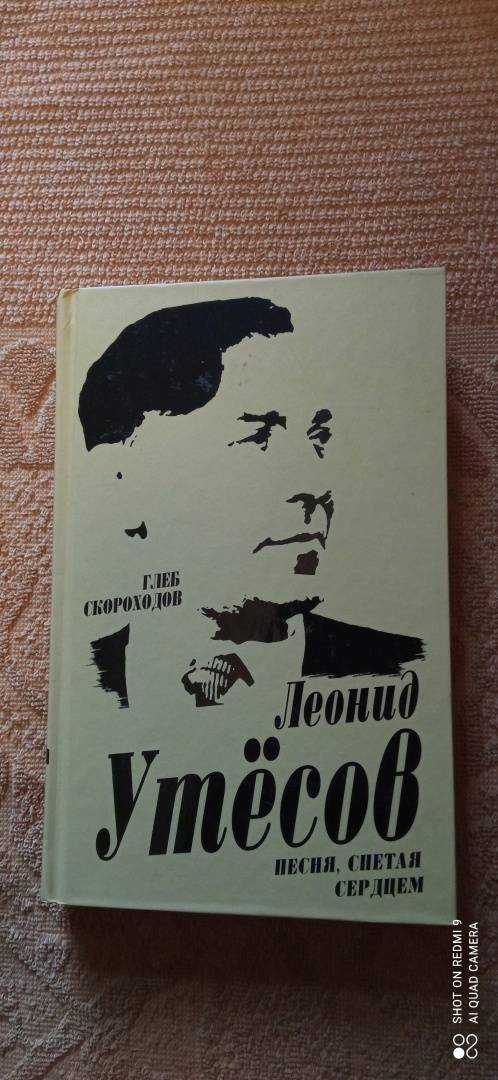 ГЛЕБ
СКОРОХОДОВ
Леонид
Утёсов
ПЕСНЯ, СПЕТАЯ
СЕРДЦЕМ
SHOT ON REDMI 9
AI QUAD CAMERA